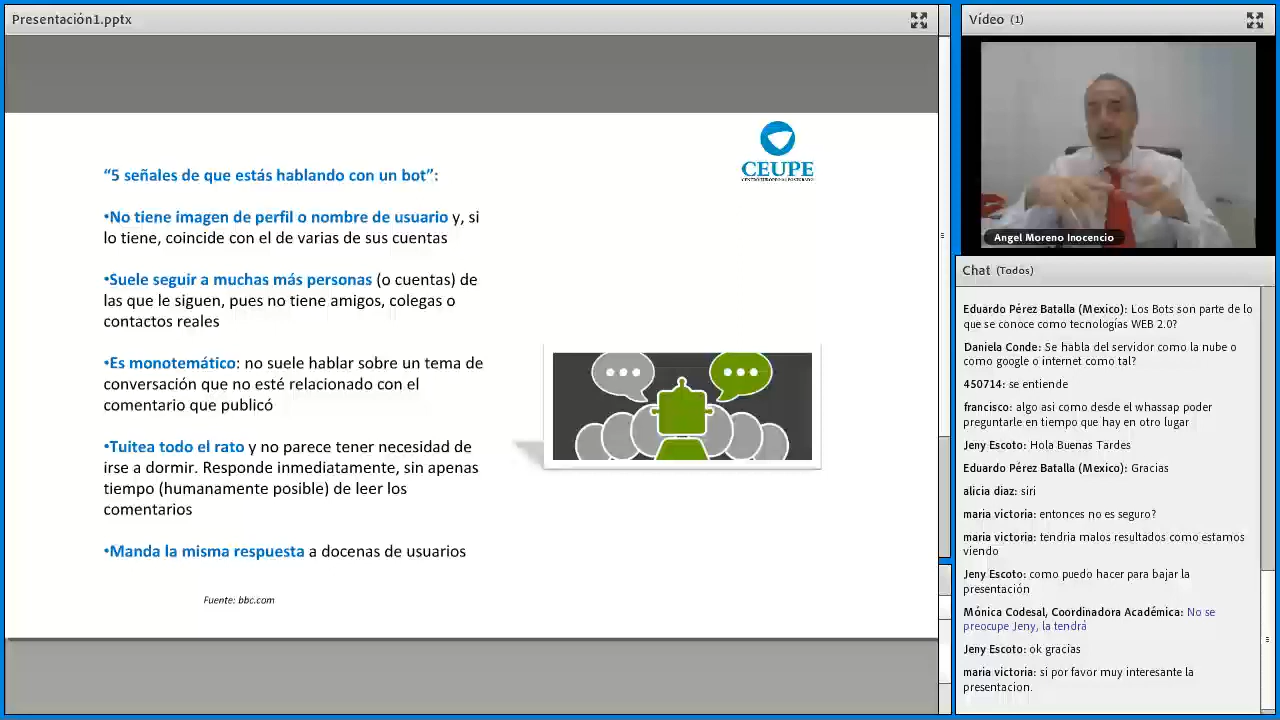 Presentación1.pptx
CEUPE
“5 señales de que estás hablando con un bot”:
•No tiene imagen de perfil o nombre de usuario y, si
lo tiene, coincide con el de varias de sus cuentas
•Suele seguir a muchas más personas (o cuentas) de
las que le siguen, pues no tiene amigos, colegas o
contactos reales
•Es monotemático: no suele hablar sobre un tema de
conversación que no esté relacionado con el
comentario que publicó
•Tuitea todo el rato y no parece tener necesidad de
irse a dormir. Responde inmediatamente, sin apenas
tiempo (humanamente posible) de leer los
comentarios
•Manda la misma respuesta a docenas de usuarios
Fuente: bbc.com
Vídeo (1)
Angel Moreno Inocencio
Chat (Todos)
Eduardo Pérez Batalla (Mexico): Los Bots son parte de lo
que se conoce como tecnologías WEB 2.0?
Daniela Conde: Se habla del servidor como la nube o
como google o internet como tal?
450714: se entiende
francisco: algo asi como desde el whassap poder
preguntarle en tiempo que hay en otro lugar
Jeny Escoto: Hola Buenas Tardes
Eduardo Pérez Batalla (Mexico): Gracias
alicia diaz: siri
maria victoria: entonces no es seguro?
maria victoria: tendria malos resultados como estamos
viendo
Jeny Escoto: como puedo hacer para bajar la
presentación
Mónica Codesal, Coordinadora Académica: No se
preocupe Jeny, la tendrá
Jeny Escoto: ok gracias
maria victoria: si por favor muy interesante la
presentacion.